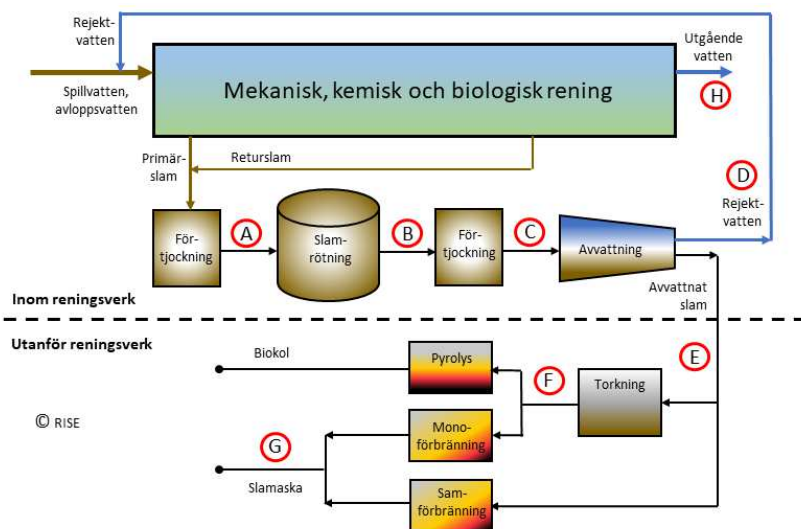 Rejekt-
vatten
Utgående
vatten
H
Spillvatten,
avloppsvatten
Mekanisk, kemisk och biologisk rening
Primär-
slam
Returslam
D
Rejekt-
vatten
För-
tjockning
A
Slam-
rötning
B
För-
tjockning
C
Avvattning
Avvattnat
slam
Inom reningsverk
Utanför reningsverk
Biokol
Pyrolys
F
Torkning
E
© RISE
G
Slamaska
Mono-
förbränning
Sam-
förbränning